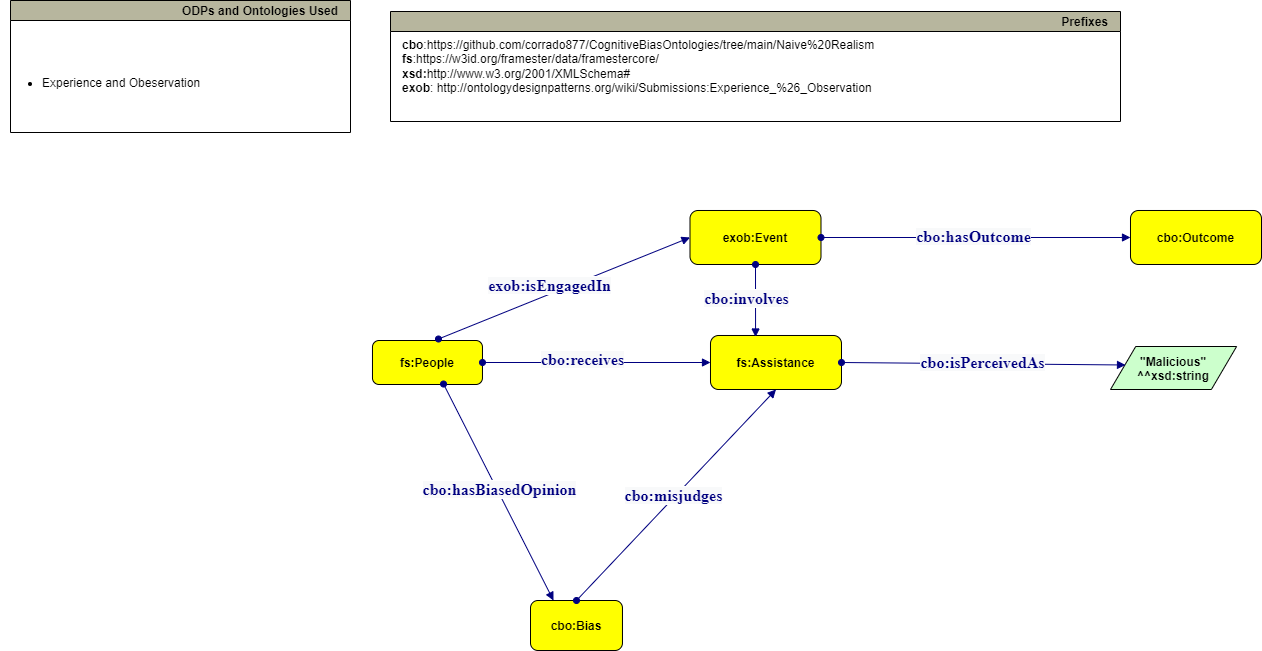 ODPs and Ontologies Used
Experience and Obeservation
Prefixes
cbo:https://github.com/corrado877/CognitiveBiasOntologies/tree/main/Naive%20Realism
fs:https://w3id.org/framester/data/framestercore/
xsd:http://www.w3.org/2001/XMLSchema#
exob: http://ontologydesignpatterns.org/wiki/Submissions:Experience_%26_Observation
exob:Event
cbo:hasOutcome
cbo:Outcome
exob:isEngagedIn
cbo:involves
fs:People
cbo:receives
fs:Assistance
cbo:isPerceivedAs
"Malicious"
^^xsd:string
cbo:hasBiasedOpinion
cbo:misjudges
cbo:Bias